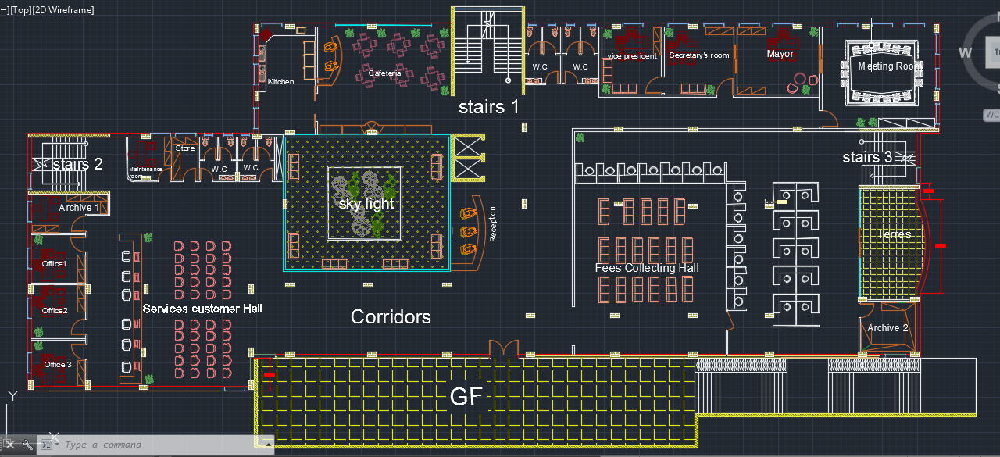 −][Top][2D Wireframe]
W
WC
Kitchen
Cafeteria
stairs 1
W.C
W.C
vice president
Secretary's room
Mayor
Meeting Room
stairs 2
Maintenance
room
Store
W.C
W.C
stairs 3
Archive 1
sky light
Reception
Terres
Office1
Fees Collecting Hall
Office2
Services customer Hall
Corridors
Archive 2
Office 3
GF
Y
X
Type a command